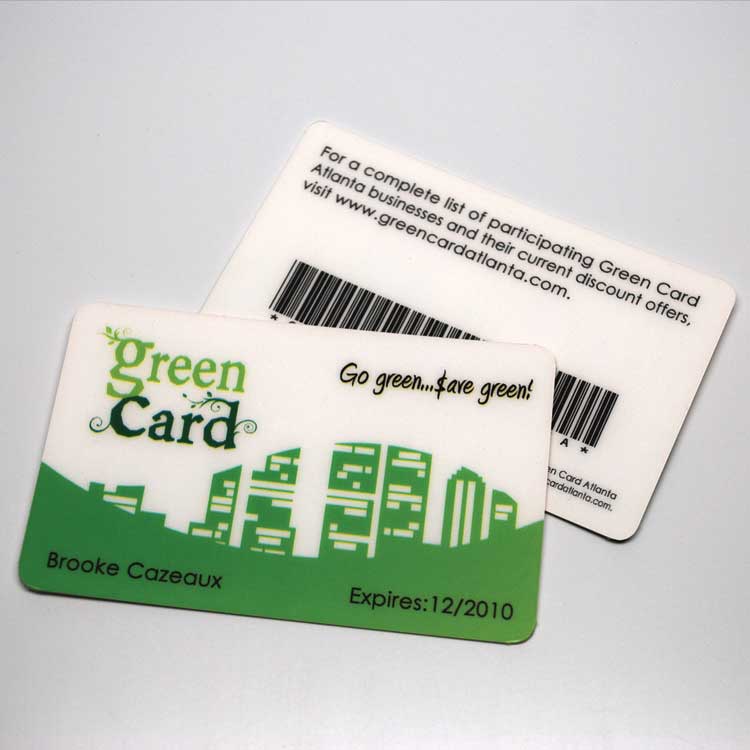 For a complete list of participating Green Card
Atlanta businesses and their current discount offers,
visit www.greencardatlanta.com.
*
A *
Card Atlanta
cardatlanta.com.
green
Card
Go green...$ave green!
Brooke Cazeaux
Expires:12/2010